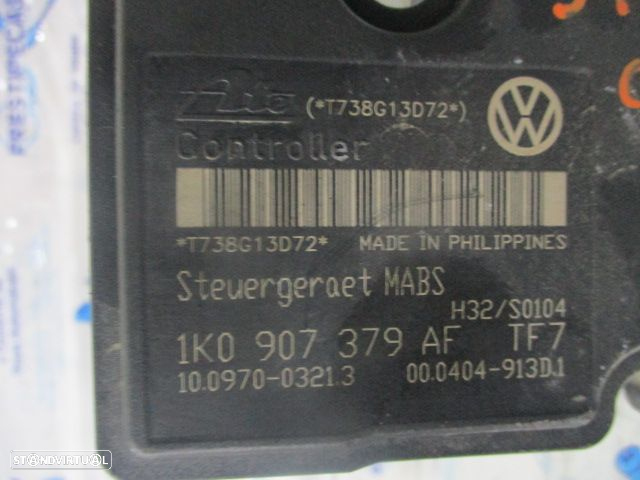 Ate (*T738G13D72*)
Controller
*T738G13D72* MADE IN PHILIPPINES
Steuergeraet MABS
H32/S0104
1K0 907 379 AF TF7
10.0970-0321.3 00.0404-913D.1
STANDVIRTUAL